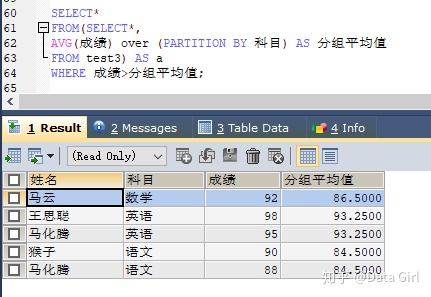 60 SELECT*
61 FROM(SELECT*,
62 AVG(成绩) over (PARTITION BY 科目) AS 分组平均值
63 FROM test3) AS a
64 WHERE 成绩>分组平均值;
65
1 Result 2 Messages 3 Table Data 4 Info
(Read Only)
姓名 科目 成绩 分组平均值
马云 数学 92 86.5000
王思聪 英语 98 93.2500
马化腾 英语 95 93.2500
猴子 语文 90 84.5000
马化腾 语文 88 84.5000
知乎 @Data Girl